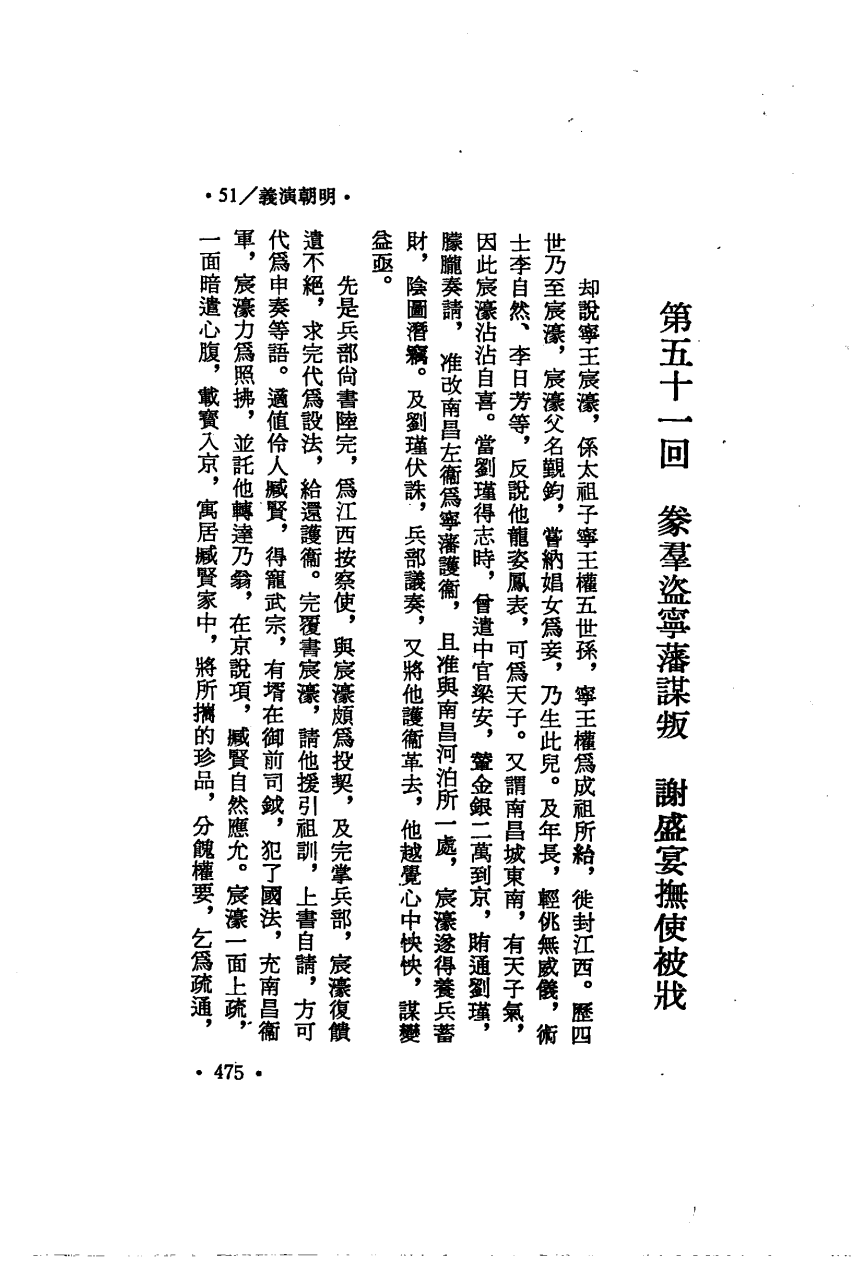 ・51／義演朝明・
第五十一回　豢羣盜寧藩謀叛　謝盛宴撫使被戕
却說寧王宸濠，係太祖子寧王權五世孫，寧王權爲成祖所紿，徙封江西。歷四
世乃至宸濠，宸濠父名覲鈞，嘗納娼女爲妾，乃生此兒。及年長，輕佻無威儀，術
士李自然、李日芳等，反說他龍姿鳳表，可爲天子。又謂南昌城東南，有天子氣，
因此宸濠沾沾自喜。當劉瑾得志時，曾遣中官梁安，輦金銀二萬到京，賄通劉瑾，
朦朧奏請，准改南昌左衞爲寧藩護衞，且准與南昌河泊所一處，宸濠遂得養兵蓄
財，陰圖潛竊。及劉瑾伏誅，兵部議奏，又將他護衞革去，他越覺心中怏怏，謀變
益亟。
先是兵部尙書陸完，爲江西按察使，與宸濠頗爲投契，及完掌兵部，宸濠復饋
遺不絕，求完代爲設法，給還護衞。完覆書宸濠，請他援引祖訓，上書自請，方可
代爲申奏等語。適値伶人臧賢，得寵武宗，有壻在御前司鉞，犯了國法，充南昌衞
軍，宸濠力爲照拂，並託他轉達乃翁，在京說項，臧賢自然應允。宸濠一面上疏，
一面暗遣心腹，載寳入京，寓居臧賢家中，將所攜的珍品，分餽權要，乞爲疏通，
・475・